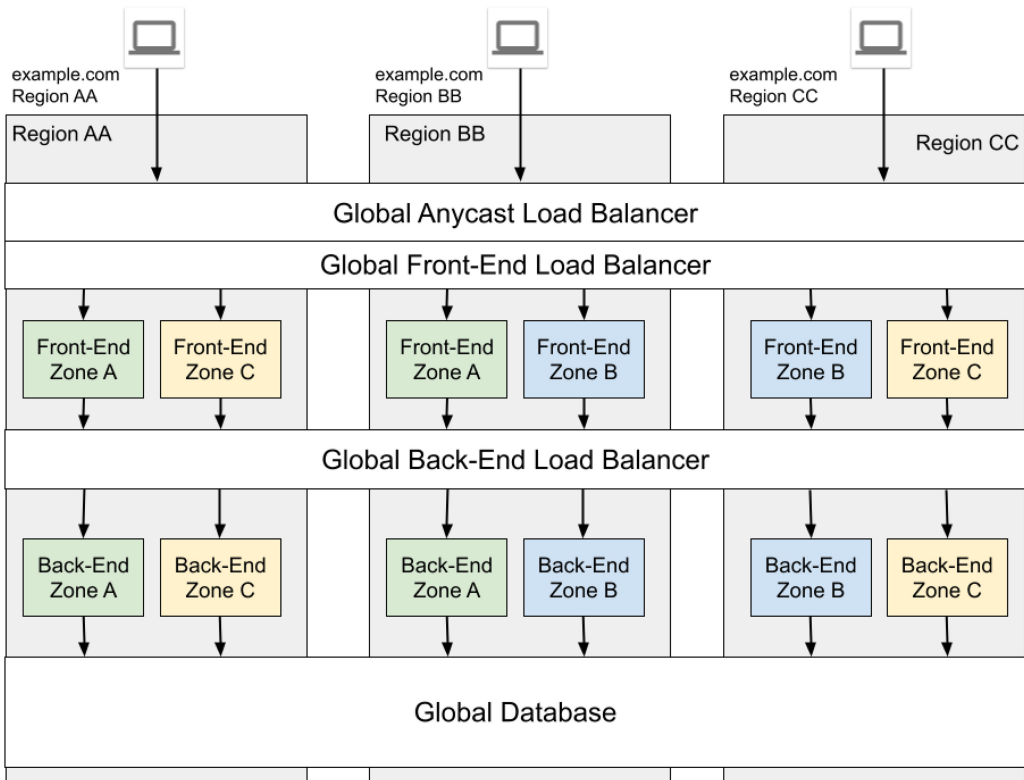 example.com
Region AA
example.com
Region BB
example.com
Region CC
Region AA
Region BB
Region CC
Global Anycast Load Balancer
Global Front-End Load Balancer
Front-End
Zone A
Front-End
Zone C
Front-End
Zone A
Front-End
Zone B
Front-End
Zone B
Front-End
Zone C
Global Back-End Load Balancer
Back-End
Zone A
Back-End
Zone C
Back-End
Zone A
Back-End
Zone B
Back-End
Zone B
Back-End
Zone C
Global Database